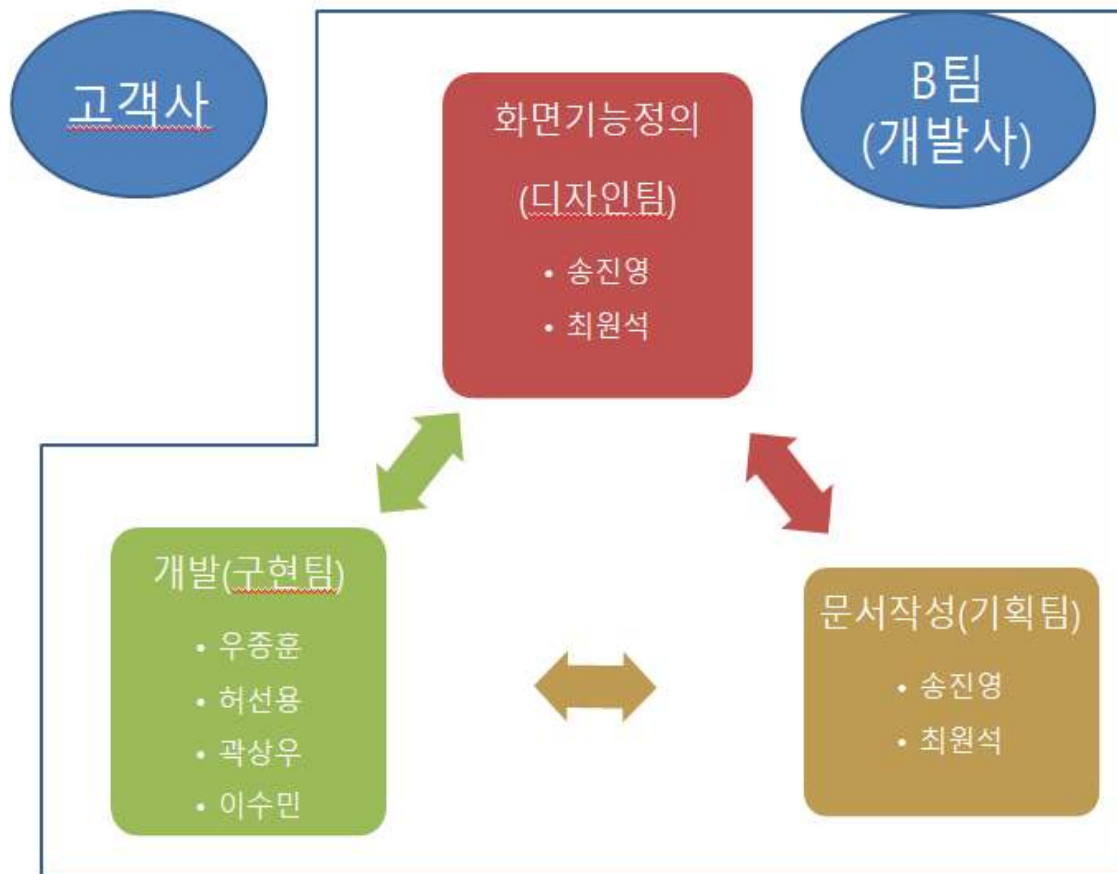 고객사
B팀
(개발사)
화면기능정의
(디자인팀)
• 송진영
• 최원석
개발(구현팀)
• 우종훈
• 허선용
• 곽상우
• 이수민
문서작성(기획팀)
• 송진영
• 최원석